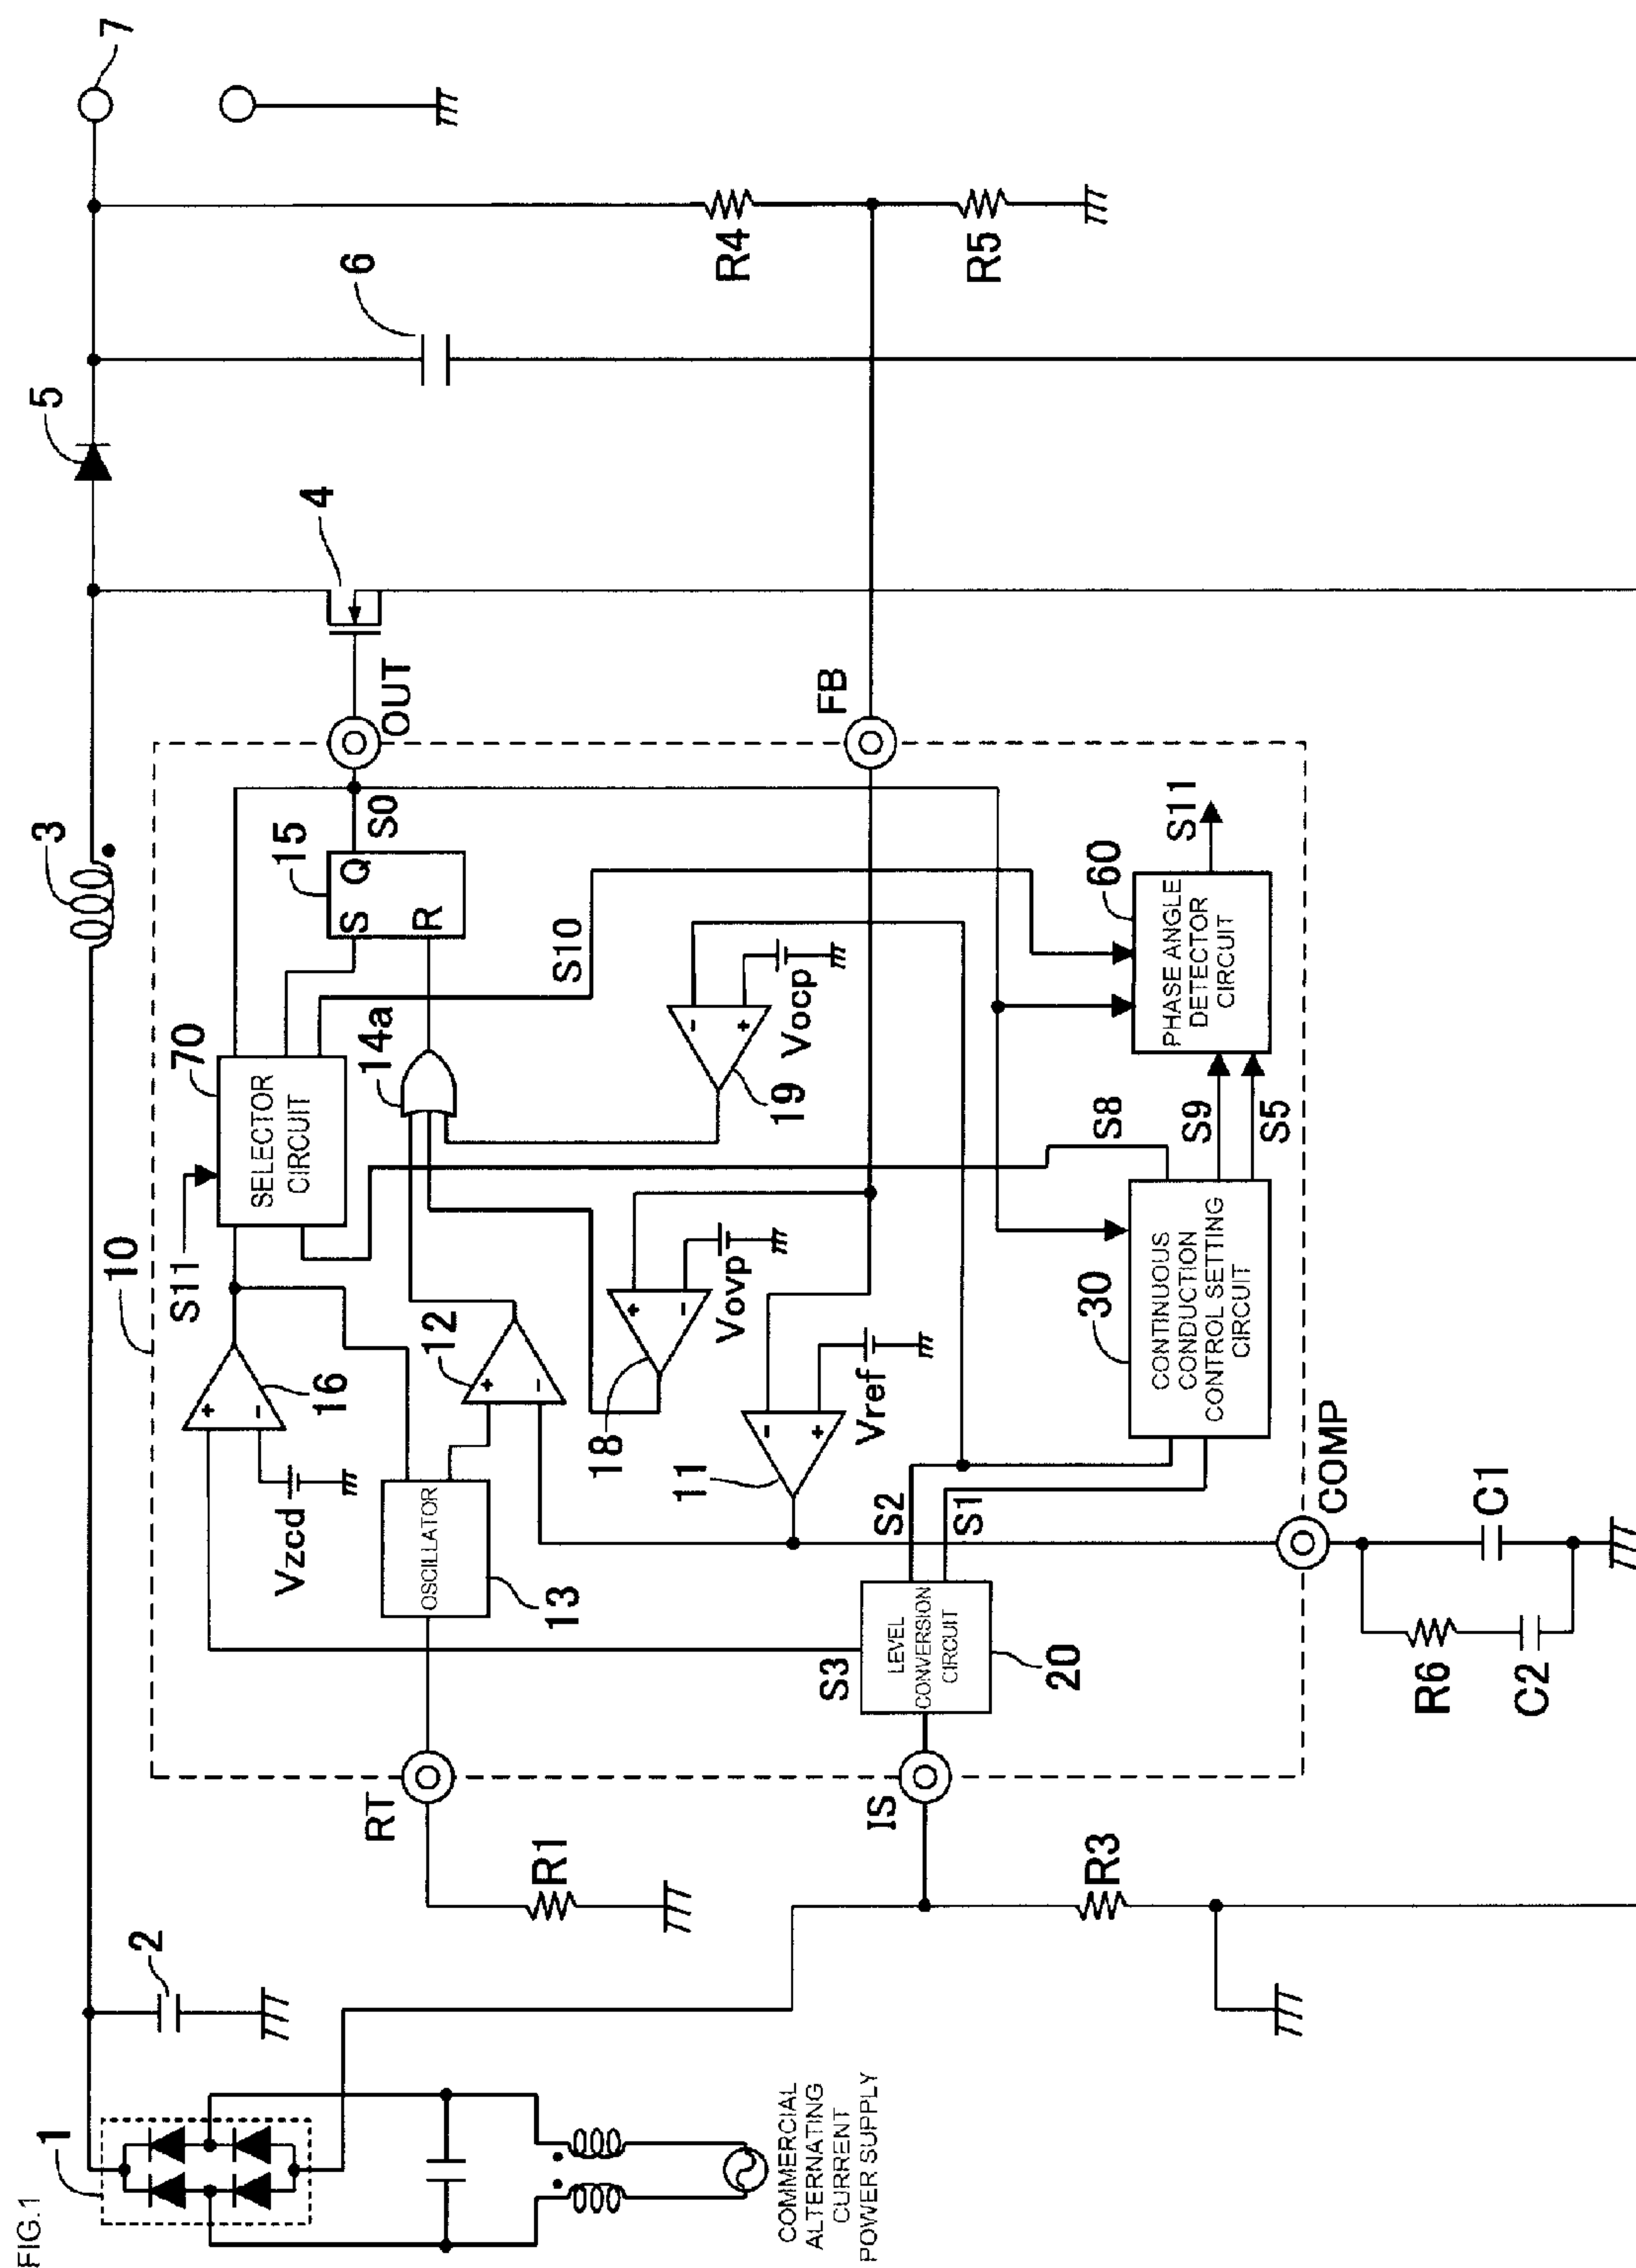 FIG.1
1
COMMERCIAL
ALTERNATING
CURRENT
POWER SUPPLY
2
3
5
7
4
6
R4
R5
R1
RT
IS
R3
10
S11
70
SELECTOR
CIRCUIT
16
+
-
Vzcd
OSCILLATOR
13
12
+
-
14a
15
S
Q
R
S0
OUT
S10
18
+
-
Vovp
19
-
+
Vocp
11
-
+
Vref
FB
S3
LEVEL
CONVERSION
CIRCUIT
20
S2
S1
30
CONTINUOUS
CONDUCTION
CONTROL SETTING
CIRCUIT
S8
S9
S5
60
PHASE ANGLE
DETECTOR
CIRCUIT
S11
COMP
R6
C2
C1